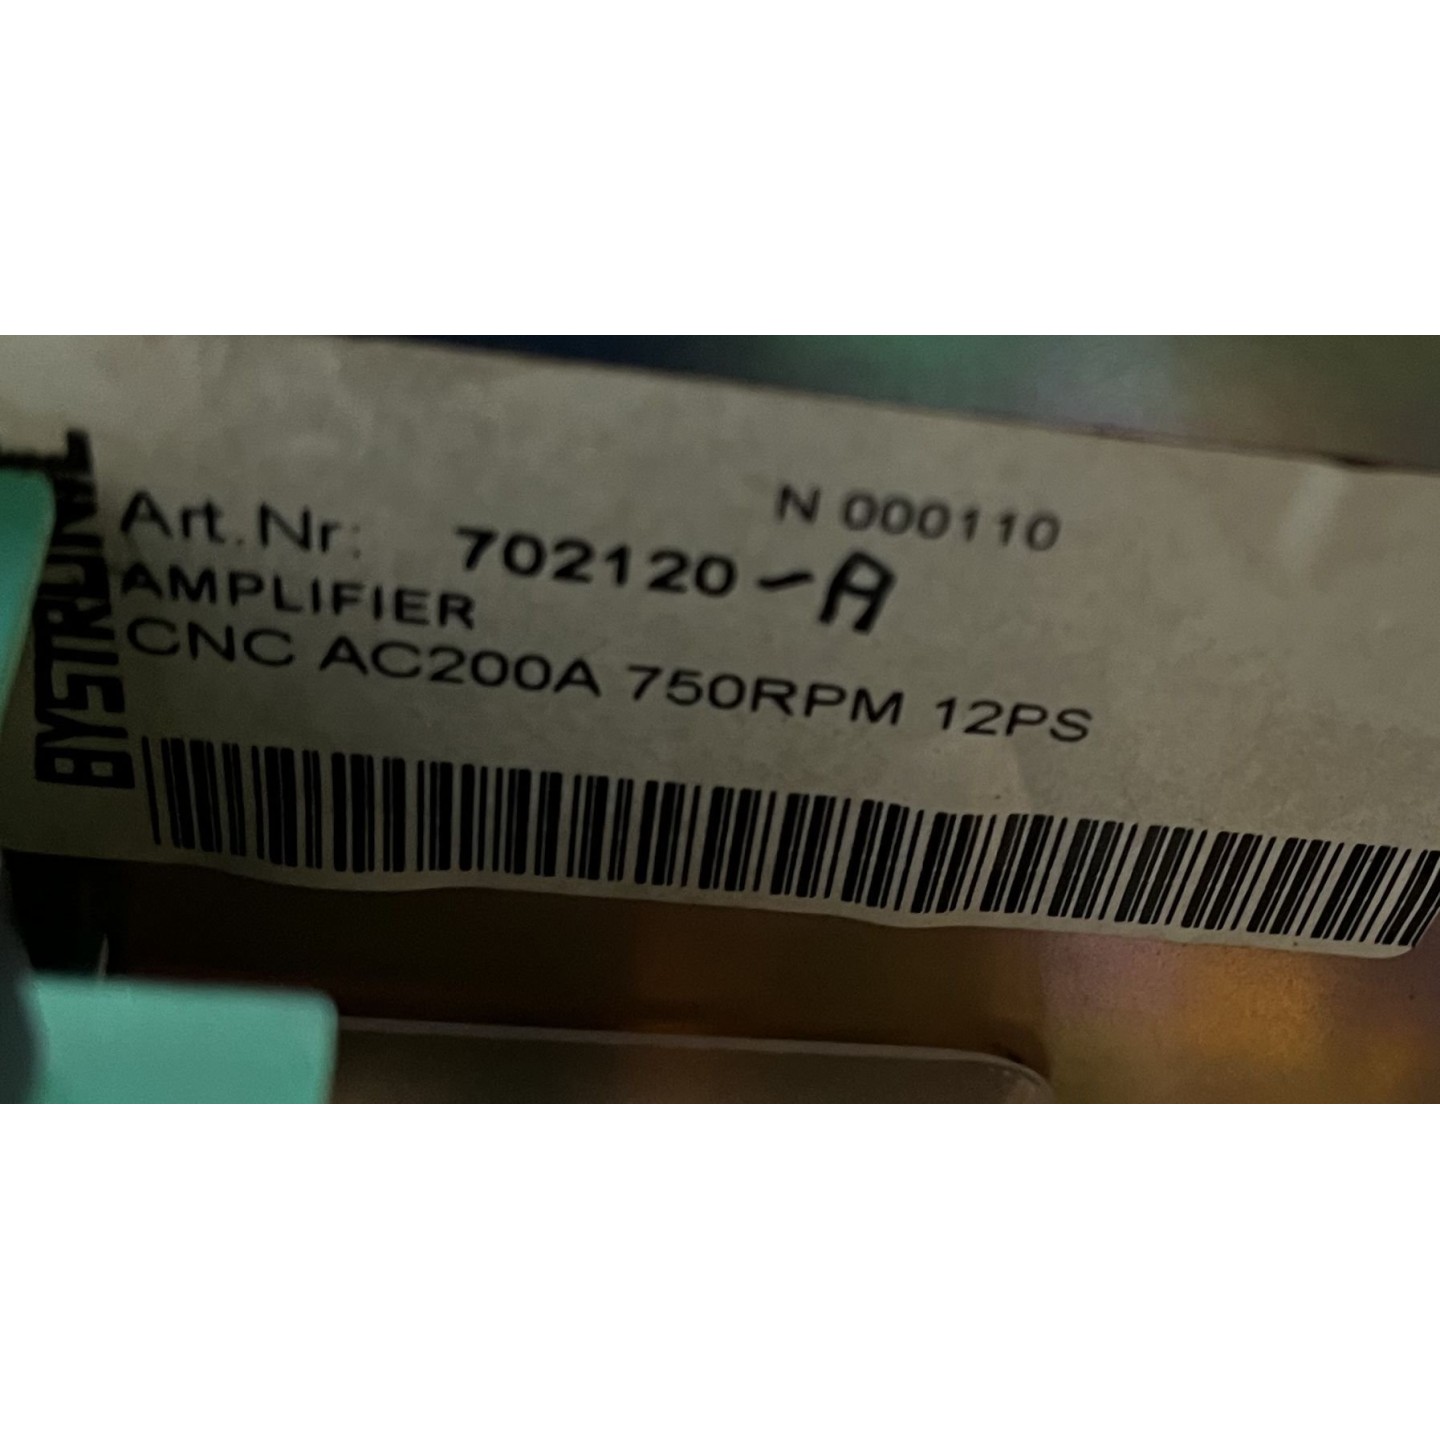 BYSTRONIC
N 000110
Art.Nr: 702120-A
AMPLIFIER
CNC AC200A 750RPM 12PS